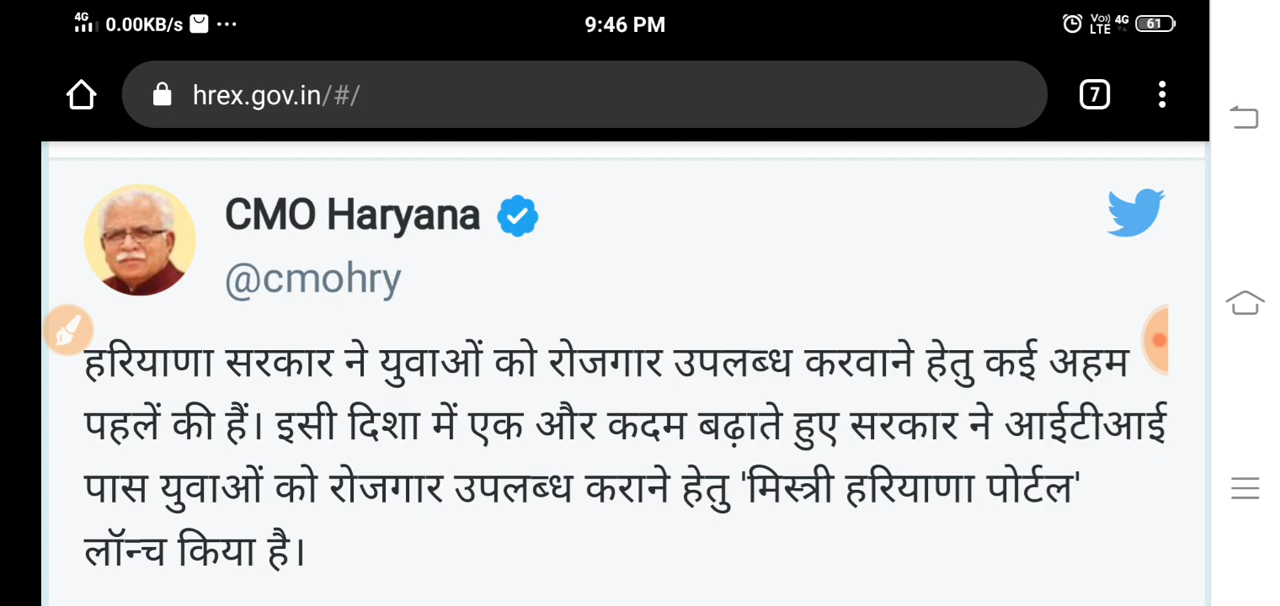 4G 0.00KB/s ... 9:46 PM Vo) LTE 4G 61
hrex.gov.in/#/ 7
CMO Haryana
@cmohry
हरियाणा सरकार ने युवाओं को रोजगार उपलब्ध करवाने हेतु कई अहम
पहलें की हैं। इसी दिशा में एक और कदम बढ़ाते हुए सरकार ने आईटीआई
पास युवाओं को रोजगार उपलब्ध कराने हेतु 'मिस्त्री हरियाणा पोर्टल'
लॉन्च किया है।